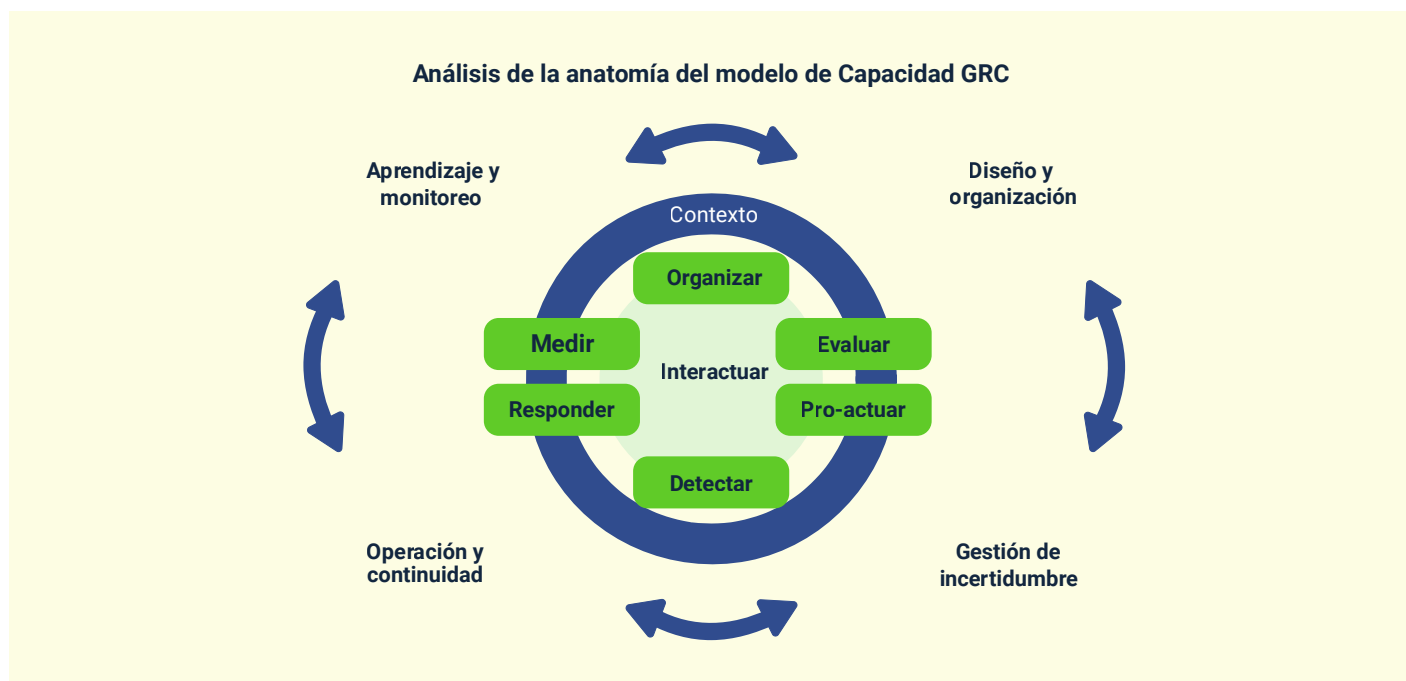 Análisis de la anatomía del modelo de Capacidad GRC
Aprendizaje y
monitoreo
Diseño y
organización
Contexto
Organizar
Medir
Evaluar
Interactuar
Responder
Pro-actuar
Detectar
Operación y
continuidad
Gestión de
incertidumbre